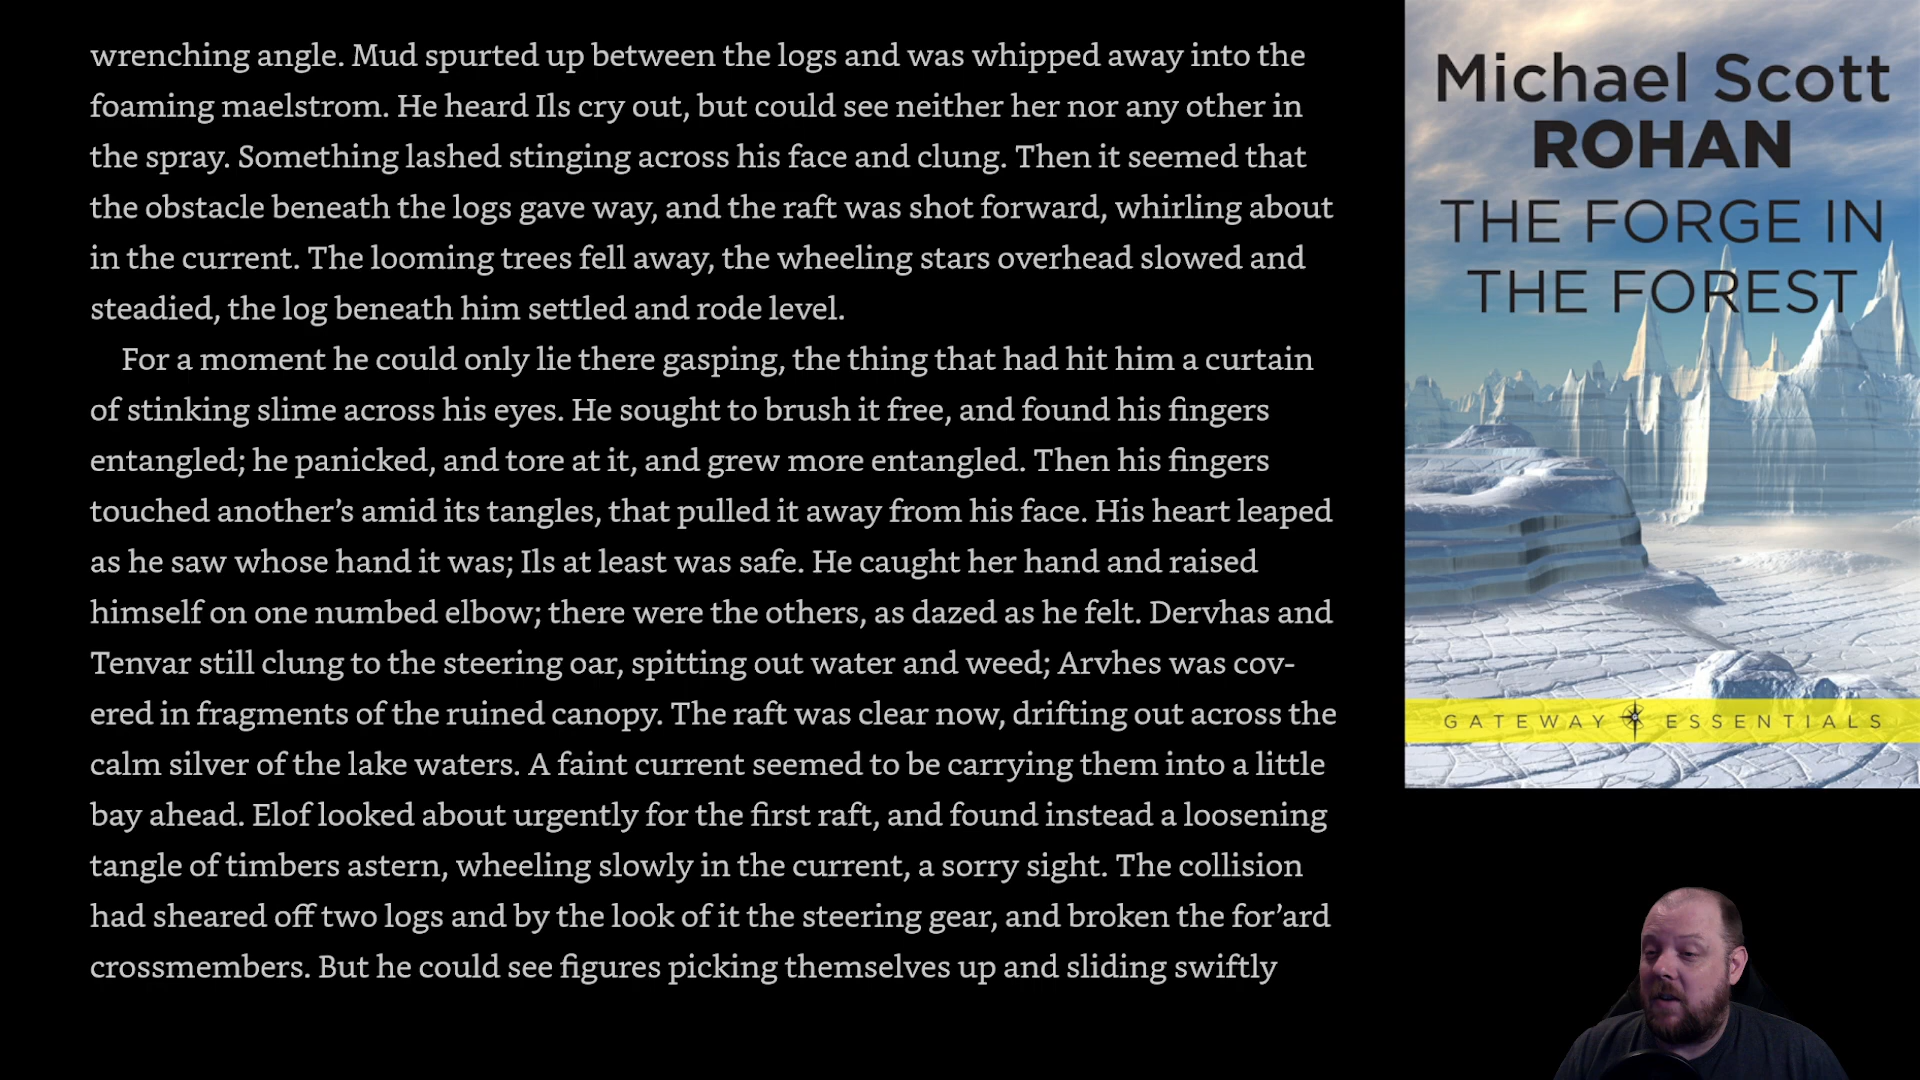 wrenching angle. Mud spurted up between the logs and was whipped away into the
foaming maelstrom. He heard Ils cry out, but could see neither her nor any other in
the spray. Something lashed stinging across his face and clung. Then it seemed that
the obstacle beneath the logs gave way, and the raft was shot forward, whirling about
in the current. The looming trees fell away, the wheeling stars overhead slowed and
steadied, the log beneath him settled and rode level.
For a moment he could only lie there gasping, the thing that had hit him a curtain
of stinking slime across his eyes. He sought to brush it free, and found his fingers
entangled; he panicked, and tore at it, and grew more entangled. Then his fingers
touched another’s amid its tangles, that pulled it away from his face. His heart leaped
as he saw whose hand it was; Ils at least was safe. He caught her hand and raised
himself on one numbed elbow; there were the others, as dazed as he felt. Dervhas and
Tenvar still clung to the steering oar, spitting out water and weed; Arvhes was cov-
ered in fragments of the ruined canopy. The raft was clear now, drifting out across the
calm silver of the lake waters. A faint current seemed to be carrying them into a little
bay ahead. Elof looked about urgently for the first raft, and found instead a loosening
tangle of timbers astern, wheeling slowly in the current, a sorry sight. The collision
had sheared off two logs and by the look of it the steering gear, and broken the for’ard
crossmembers. But he could see figures picking themselves up and sliding swiftly
Michael Scott
ROHAN
THE FORGE IN
THE FOREST
GATEWAY ESSENTIALS